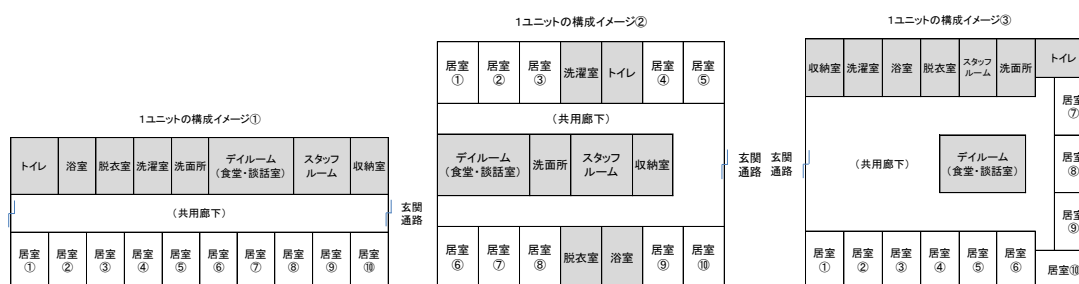 1ユニットの構成イメージ①
トイレ 浴室 脱衣室 洗濯室 洗面所 デイルーム スタッフ 収納室
(食堂・談話室) ルーム
(共用廊下)
玄関
通路
居室 居室 居室 居室 居室 居室 居室 居室 居室 居室
① ② ③ ④ ⑤ ⑥ ⑦ ⑧ ⑨ ⑩
1ユニットの構成イメージ②
居室 居室 居室 洗濯室 トイレ 居室 居室
① ② ③ ④ ⑤
(共用廊下)
デイルーム 洗面所 スタッフ 収納室
(食堂・談話室) ルーム
玄関
通路
居室 居室 居室 脱衣室 浴室 居室 居室
⑥ ⑦ ⑧ ⑨ ⑩
1ユニットの構成イメージ③
収納室 洗濯室 浴室 脱衣室 スタッフ 洗面所 トイレ
ルーム
居室
⑦
玄関
通路
(共用廊下)
デイルーム
(食堂・談話室)
居室
⑧
居室
⑨
居室 居室 居室 居室 居室 居室 居室⑩
① ② ③ ④ ⑤ ⑥